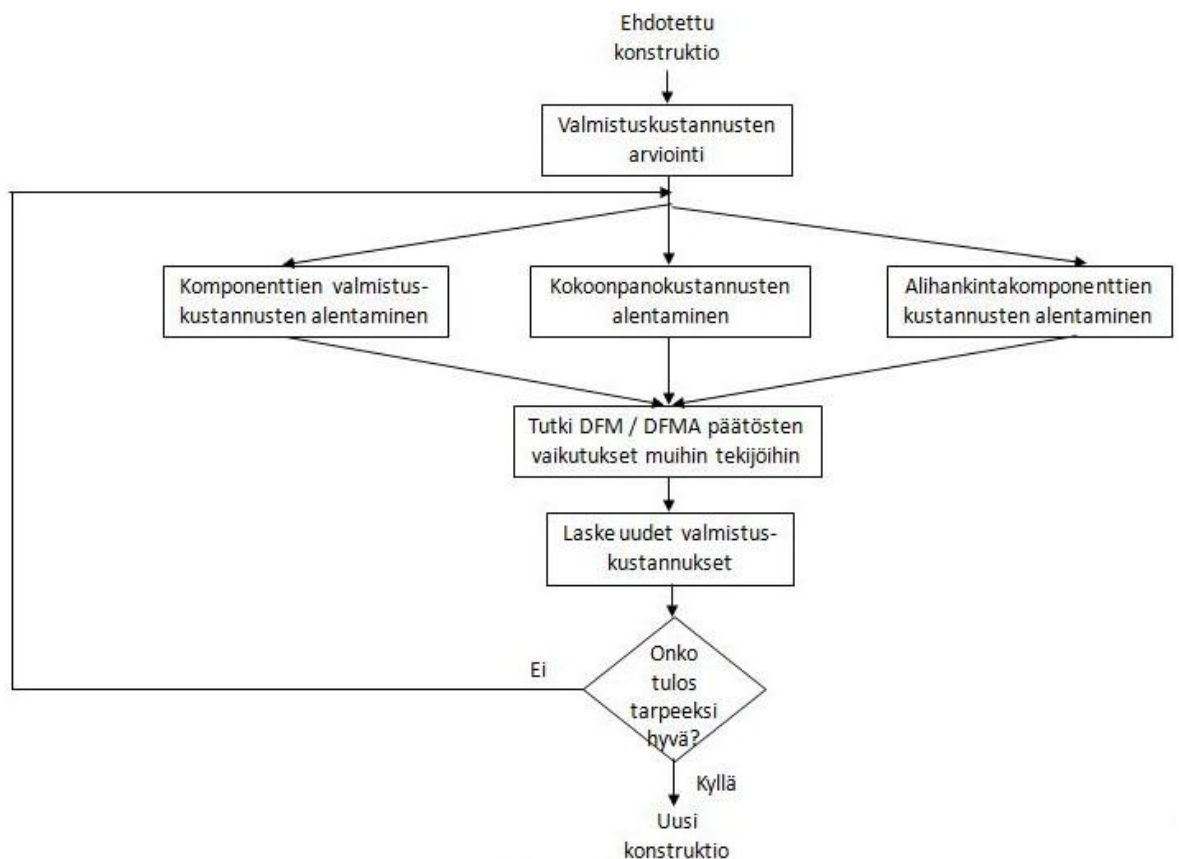 Ehdotettu
konstruktio
Valmistuskustannusten
arviointi
Komponenttien valmistus-
kustannusten alentaminen
Kokoonpanokustannusten
alentaminen
Alihankintakomponenttien
kustannusten alentaminen
Tutki DFM / DFMA päätösten
vaikutukset muihin tekijöihin
Laske uudet valmistus-
kustannukset
Onko
tulos
tarpeeksi
hyvä?
Ei
Kyllä
Uusi
konstruktio